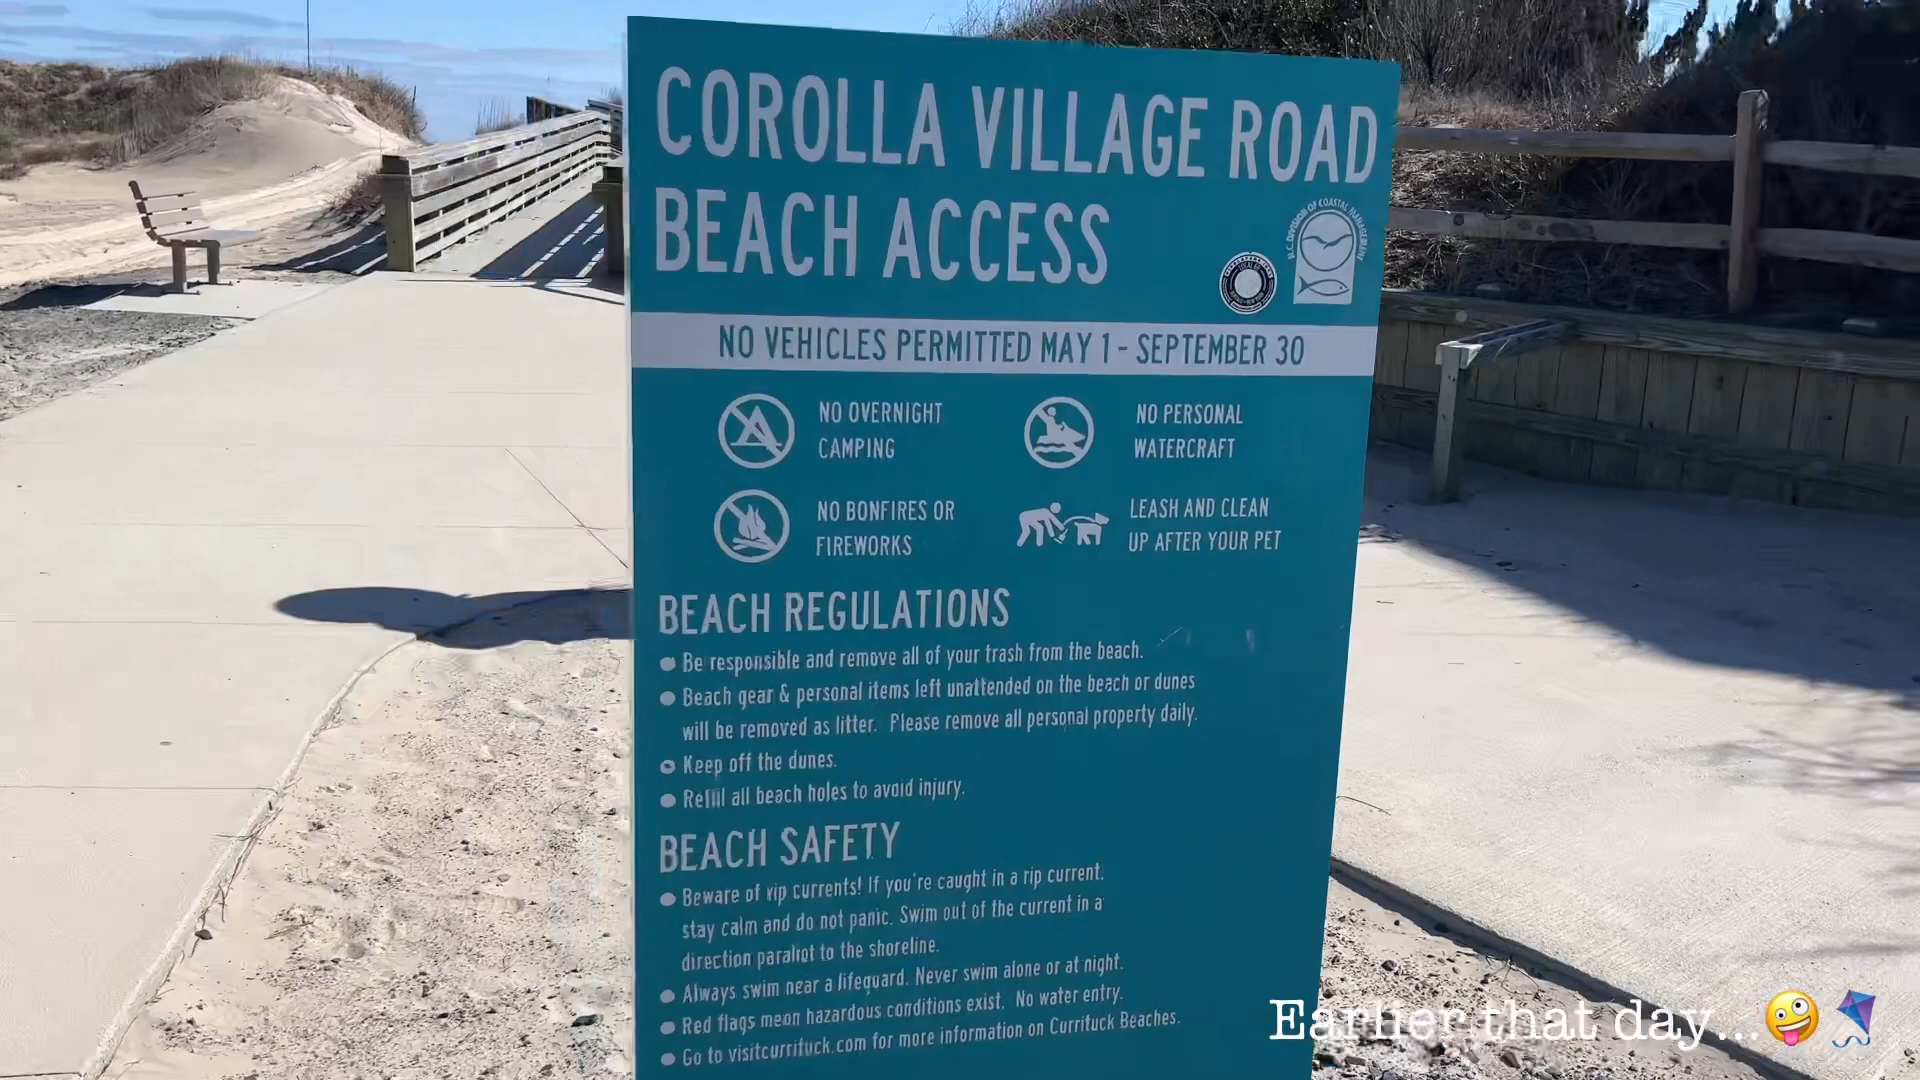 COROLLA VILLAGE ROAD
BEACH ACCESS
N.C. DIVISION OF COASTAL MANAGEMENT
NO VEHICLES PERMITTED MAY 1 - SEPTEMBER 30
NO OVERNIGHT
CAMPING
NO PERSONAL
WATERCRAFT
NO BONFIRES OR
FIREWORKS
LEASH AND CLEAN
UP AFTER YOUR PET
BEACH REGULATIONS
● Be responsible and remove all of your trash from the beach.
● Beach gear & personal items left unattended on the beach or dunes
will be removed as litter. Please remove all personal property daily.
● Keep off the dunes.
● Refill all beach holes to avoid injury.
BEACH SAFETY
● Beware of rip currents! If you're caught in a rip current,
stay calm and do not panic. Swim out of the current in a
direction parallel to the shoreline.
● Always swim near a lifeguard. Never swim alone or at night.
● Red flags mean hazardous conditions exist. No water entry.
● Go to visitcurrituck.com for more information on Currituck Beaches.
Earlier that day...🤪🪁